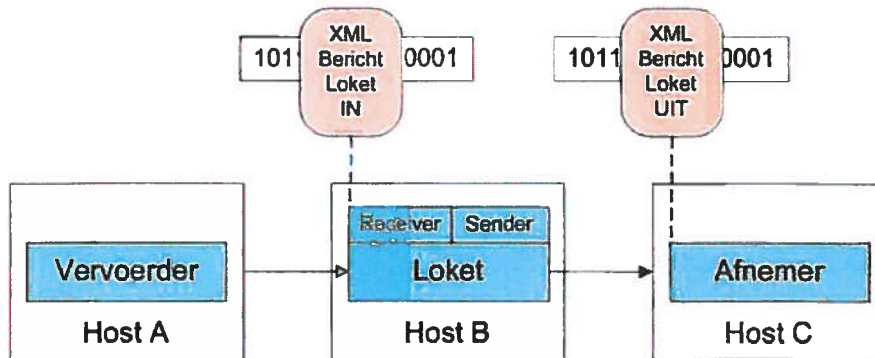 XML
Bericht
Loket
IN
101 0001
XML
Bericht
Loket
UIT
1011 0001
Receiver Sender
Vervoerder
Loket
Afnemer
Host A
Host B
Host C